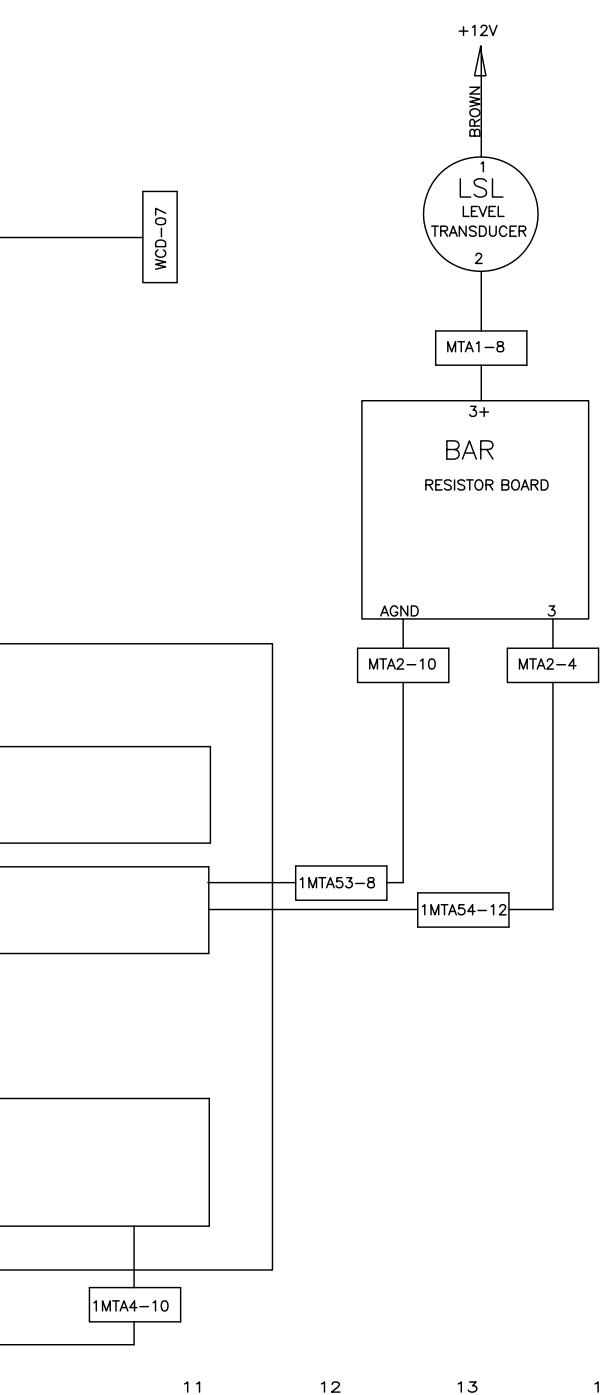 +12V
BROWN
1
LSL
LEVEL
TRANSDUCER
2
WCD-07
MTA1-8
3+
BAR
RESISTOR BOARD
AGND
3
MTA2-10
MTA2-4
1MTA53-8
1MTA54-12
1MTA4-10
11
12
13
1